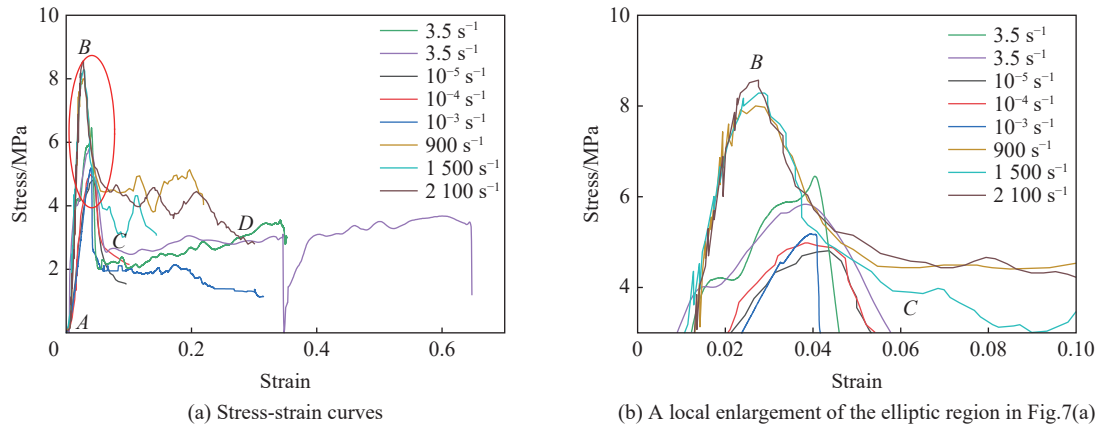 10
8
6
4
2
0
0.2
0.4
0.6
Stress/MPa
Strain
A
B
C
D
3.5 s⁻¹
3.5 s⁻¹
10⁻⁵ s⁻¹
10⁻⁴ s⁻¹
10⁻³ s⁻¹
900 s⁻¹
1 500 s⁻¹
2 100 s⁻¹
(a) Stress-strain curves
10
8
6
4
0
0.02
0.04
0.06
0.08
0.10
Stress/MPa
Strain
B
C
3.5 s⁻¹
3.5 s⁻¹
10⁻⁵ s⁻¹
10⁻⁴ s⁻¹
10⁻³ s⁻¹
900 s⁻¹
1 500 s⁻¹
2 100 s⁻¹
(b) A local enlargement of the elliptic region in Fig.7(a)